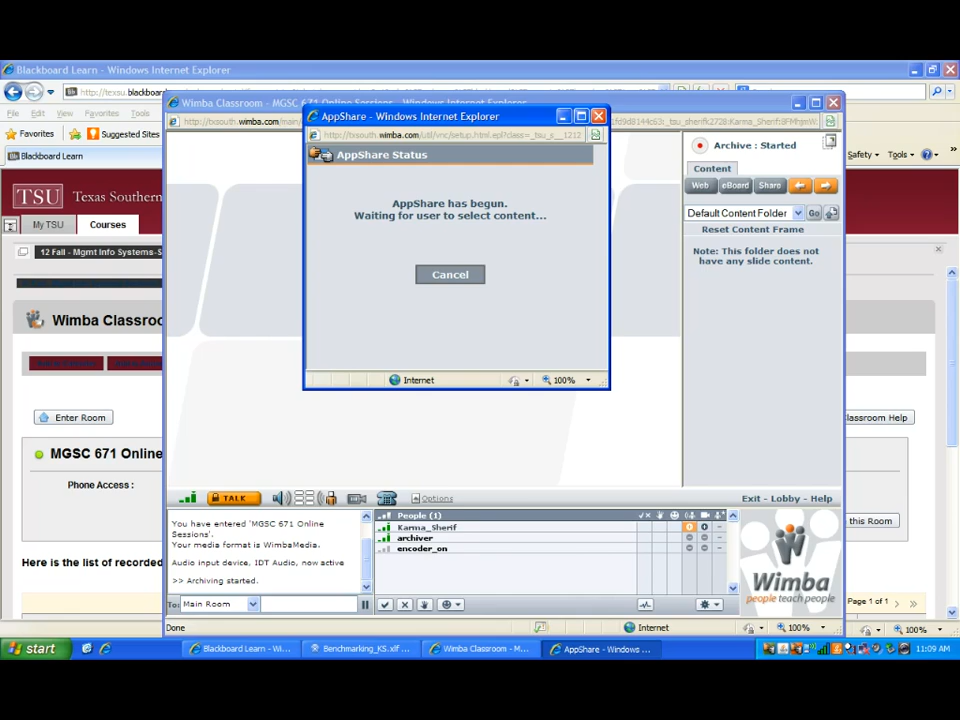 Blackboard Learn - Windows Internet Explorer
http://texsu.blackboa
File Edit View Favorites Tools
Favorites Suggested Sites
Blackboard Learn
Safety Tools
TSU Texas Southern
My TSU Courses
12 Fall - Mgmt Info Systems-S
Wimba Classroo
Enter Room
lassroom Help
MGSC 671 Online
Phone Access :
this Room
Here is the list of recorded
Page 1 of 1
Wimba Classroom - MGSC 671 Online Sessions - Windows Internet Explorer
AppShare - Windows Internet Explorer
AppShare Status
AppShare has begun.
Waiting for user to select content...
Cancel
Internet 100%
Archive : Started
Content
Web eBoard Share
Default Content Folder Go
Reset Content Frame
Note: This folder does not
have any slide content.
TALK Options
Exit - Lobby - Help
You have entered 'MGSC 671 Online
Sessions'.
Your media format is WimbaMedia.
Audio input device, IDT Audio, now active
>> Archiving started.
To: Main Room
People (1)
Karma_Sherif
archiver
encoder_on
Wimba
people teach people
Done Internet 100%
100%
start Blackboard Learn - Wi... Benchmarking_KS.xlf ... Wimba Classroom - M... AppShare - Windows ... 11:09 AM